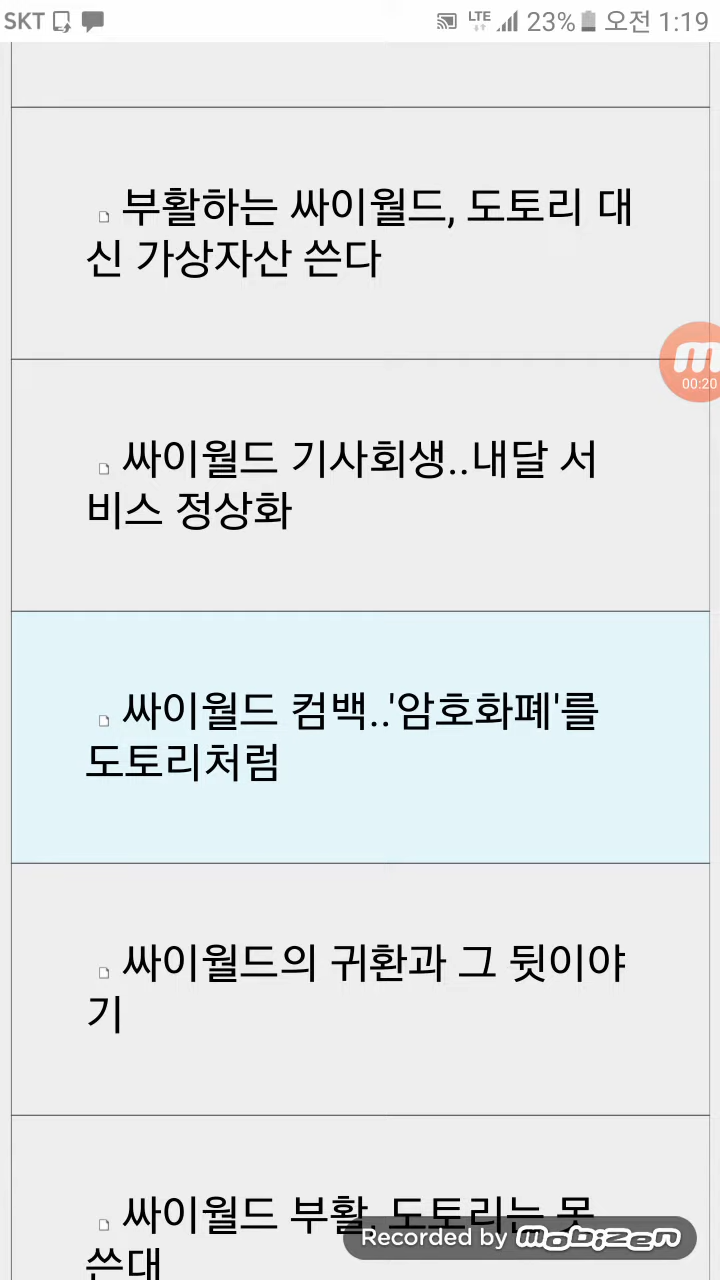 SKT LTE 23% 오전 1:19
부활하는 싸이월드, 도토리 대
신 가상자산 쓴다
00:20
싸이월드 기사회생..내달 서
비스 정상화
싸이월드 컴백..'암호화폐'를
도토리처럼
싸이월드의 귀환과 그 뒷이야
기
싸이월드 부활, 도토리는 못
쓴대
Recorded by mobizen